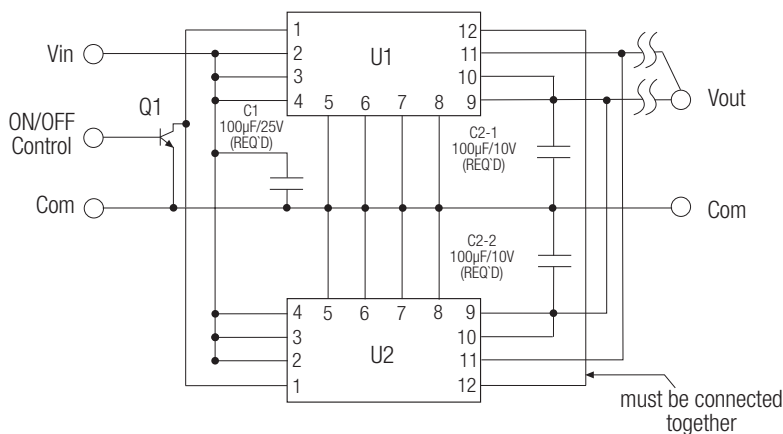 1 12
Vin 2 U1 11
3 10
4 5 6 7 8 9
Q1
C1
100µF/25V
(REQ`D)
ON/OFF
Control
C2-1
100µF/10V
(REQ`D)
Vout
Com Com
C2-2
100µF/10V
(REQ`D)
4 5 6 7 8 9
3 10
2 U2 11
1 12
must be connected
together